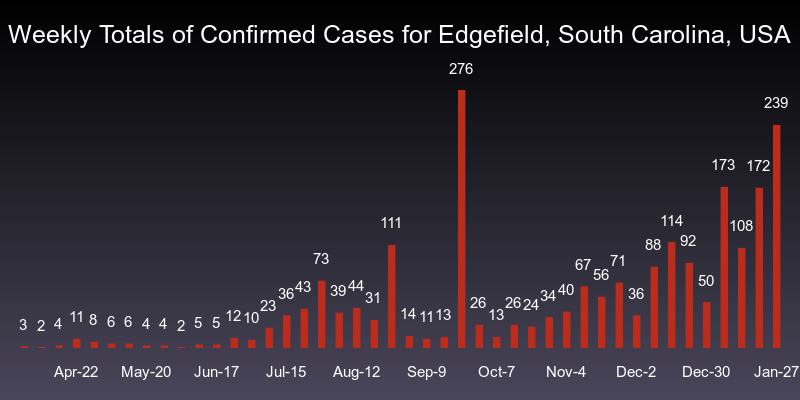 Weekly Totals of Confirmed Cases for Edgefield, South Carolina, USA
3 2 4 11 8 6 6 4 4 2 5 5 12 10 23 36 43 73 39 44 31 111 14 11 13 276 26 13 26 24 34 40 67 56 71 36 88 114 92 50 173 108 172 239
Apr-22 May-20 Jun-17 Jul-15 Aug-12 Sep-9 Oct-7 Nov-4 Dec-2 Dec-30 Jan-27